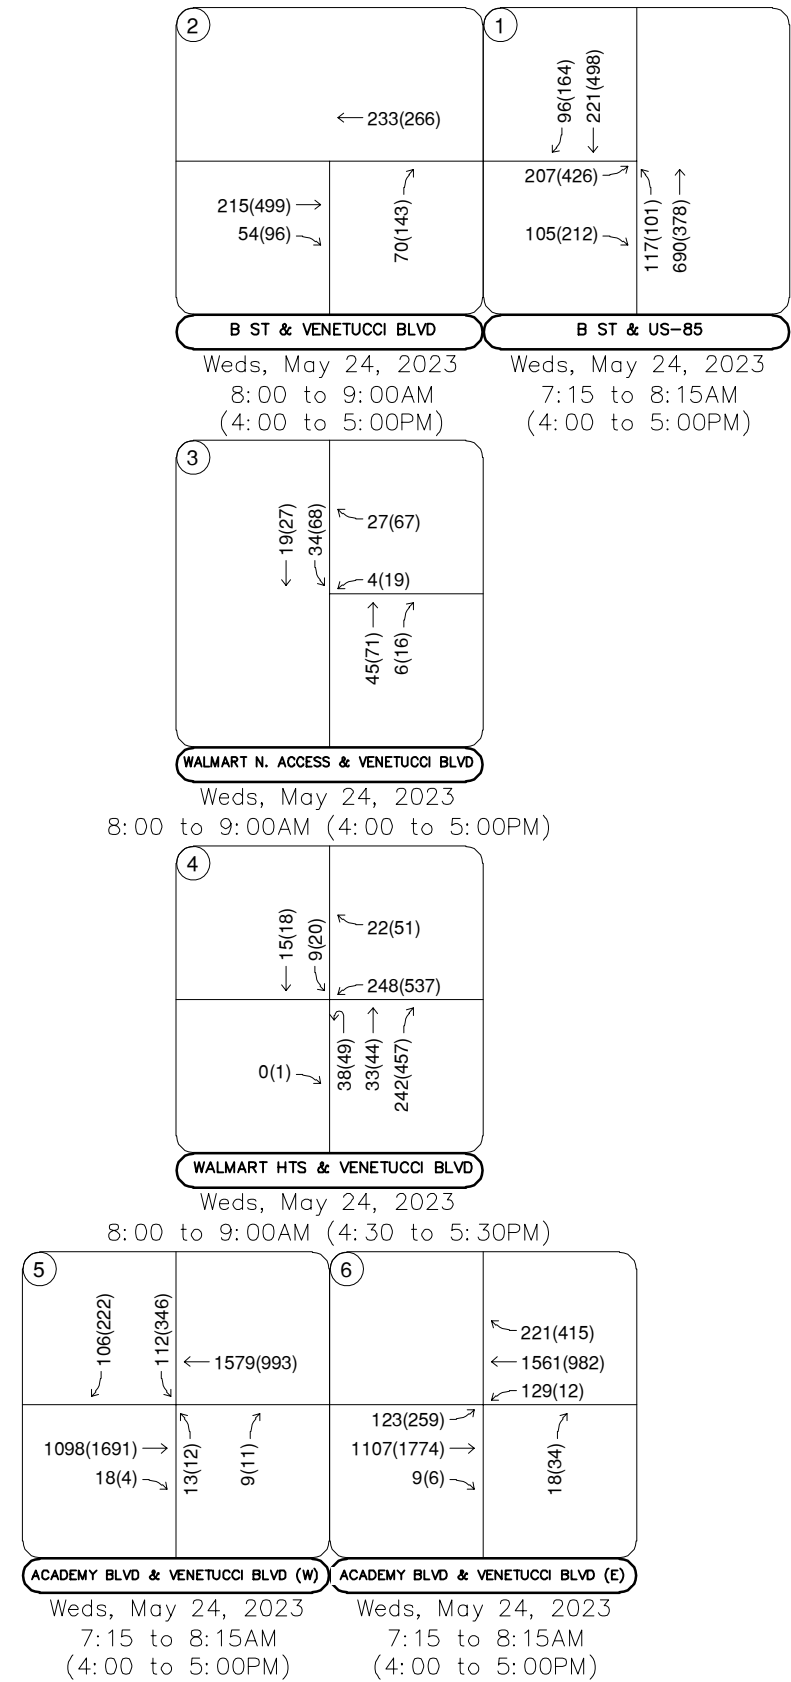 2
233(266)
215(499)
54(96)
70(143)
B ST & VENETUCCI BLVD
Weds, May 24, 2023
8:00 to 9:00AM
(4:00 to 5:00PM)
1
96(164)
221(498)
207(426)
105(212)
117(101)
690(378)
B ST & US-85
Weds, May 24, 2023
7:15 to 8:15AM
(4:00 to 5:00PM)
3
19(27)
34(68)
27(67)
4(19)
45(71)
6(16)
WALMART N. ACCESS & VENETUCCI BLVD
Weds, May 24, 2023
8:00 to 9:00AM (4:00 to 5:00PM)
4
15(18)
9(20)
22(51)
248(537)
0(1)
38(49)
33(44)
242(457)
WALMART HTS & VENETUCCI BLVD
Weds, May 24, 2023
8:00 to 9:00AM (4:30 to 5:30PM)
5
106(222)
112(346)
1579(993)
1098(1691)
18(4)
13(12)
9(11)
ACADEMY BLVD & VENETUCCI BLVD (W)
Weds, May 24, 2023
7:15 to 8:15AM
(4:00 to 5:00PM)
6
221(415)
1561(982)
129(12)
123(259)
1107(1774)
9(6)
18(34)
ACADEMY BLVD & VENETUCCI BLVD (E)
Weds, May 24, 2023
7:15 to 8:15AM
(4:00 to 5:00PM)